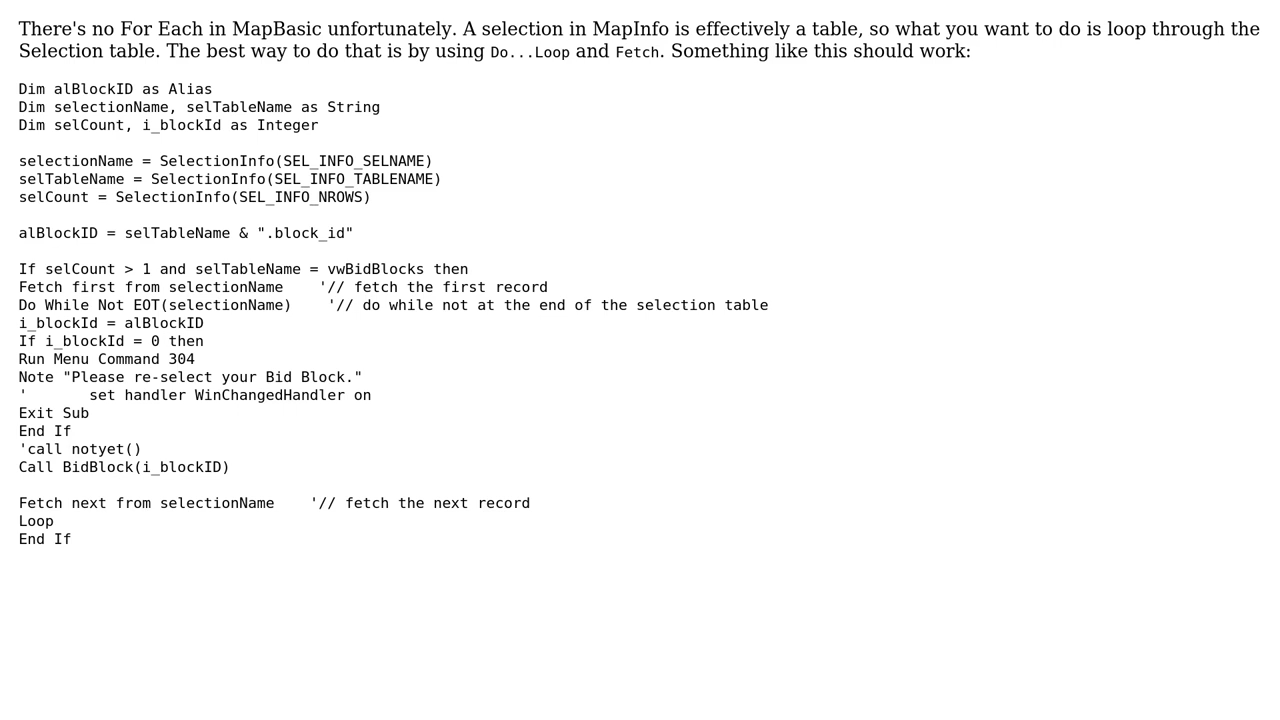 There's no For Each in MapBasic unfortunately. A selection in MapInfo is effectively a table, so what you want to do is loop through the
Selection table. The best way to do that is by using Do...Loop and Fetch. Something like this should work:

Dim alBlockID as Alias
Dim selectionName, selTableName as String
Dim selCount, i_blockId as Integer

selectionName = SelectionInfo(SEL_INFO_SELNAME)
selTableName = SelectionInfo(SEL_INFO_TABLENAME)
selCount = SelectionInfo(SEL_INFO_NROWS)

alBlockID = selTableName & ".block_id"

If selCount > 1 and selTableName = vwBidBlocks then
Fetch first from selectionName    '// fetch the first record
Do While Not EOT(selectionName)    '// do while not at the end of the selection table
i_blockId = alBlockID
If i_blockId = 0 then
Run Menu Command 304
Note "Please re-select your Bid Block."
'       set handler WinChangedHandler on
Exit Sub
End If
'call notyet()
Call BidBlock(i_blockID)

Fetch next from selectionName    '// fetch the next record
Loop
End If